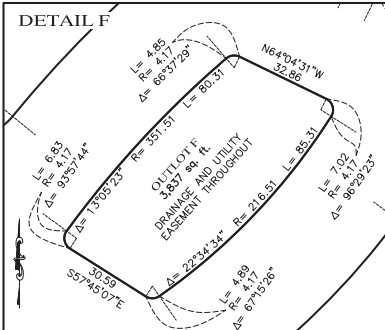 DETAIL F
L= 4.85
R= 4.17
Δ= 66°37'29"
N64°04'31"W
32.86
L= 6.83
R= 4.17
Δ= 93°57'44"
Δ= 13°05'23" R= 351.51 L= 80.31
OUTLOT F
3,837 sq. ft.
DRAINAGE AND UTILITY
EASEMENT THROUGHOUT
Δ= 22°34'34" R= 216.51 L= 85.31
L= 7.02
R= 4.17
Δ= 96°29'23"
30.59
S57°45'07"E
L= 4.89
R= 4.17
Δ= 67°15'26"